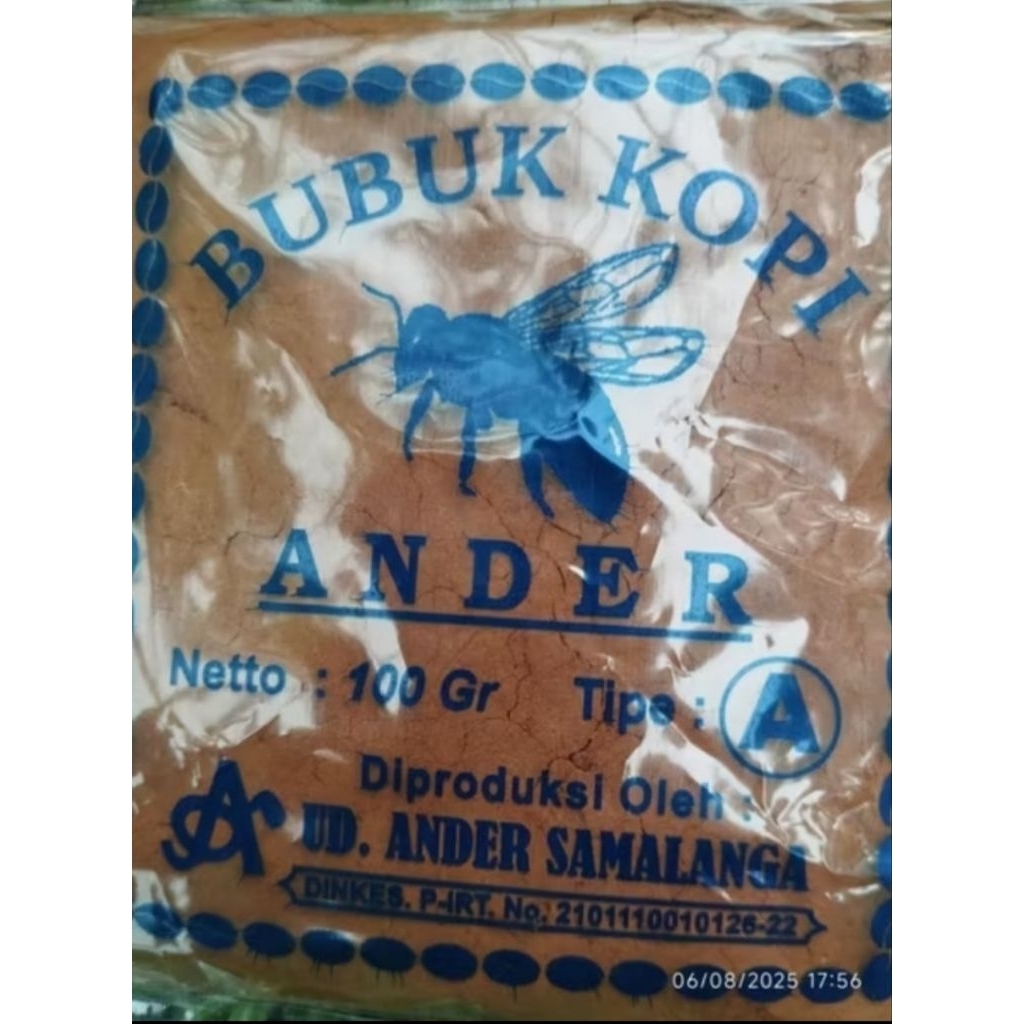 BUBUK KOPI
ANDER
Netto : 100 Gr Tipe : A
Diproduksi Oleh :
UD. ANDER SAMALANGA
DINKES. P-IRT. No. 2101110010126-22
06/08/2025 17:56